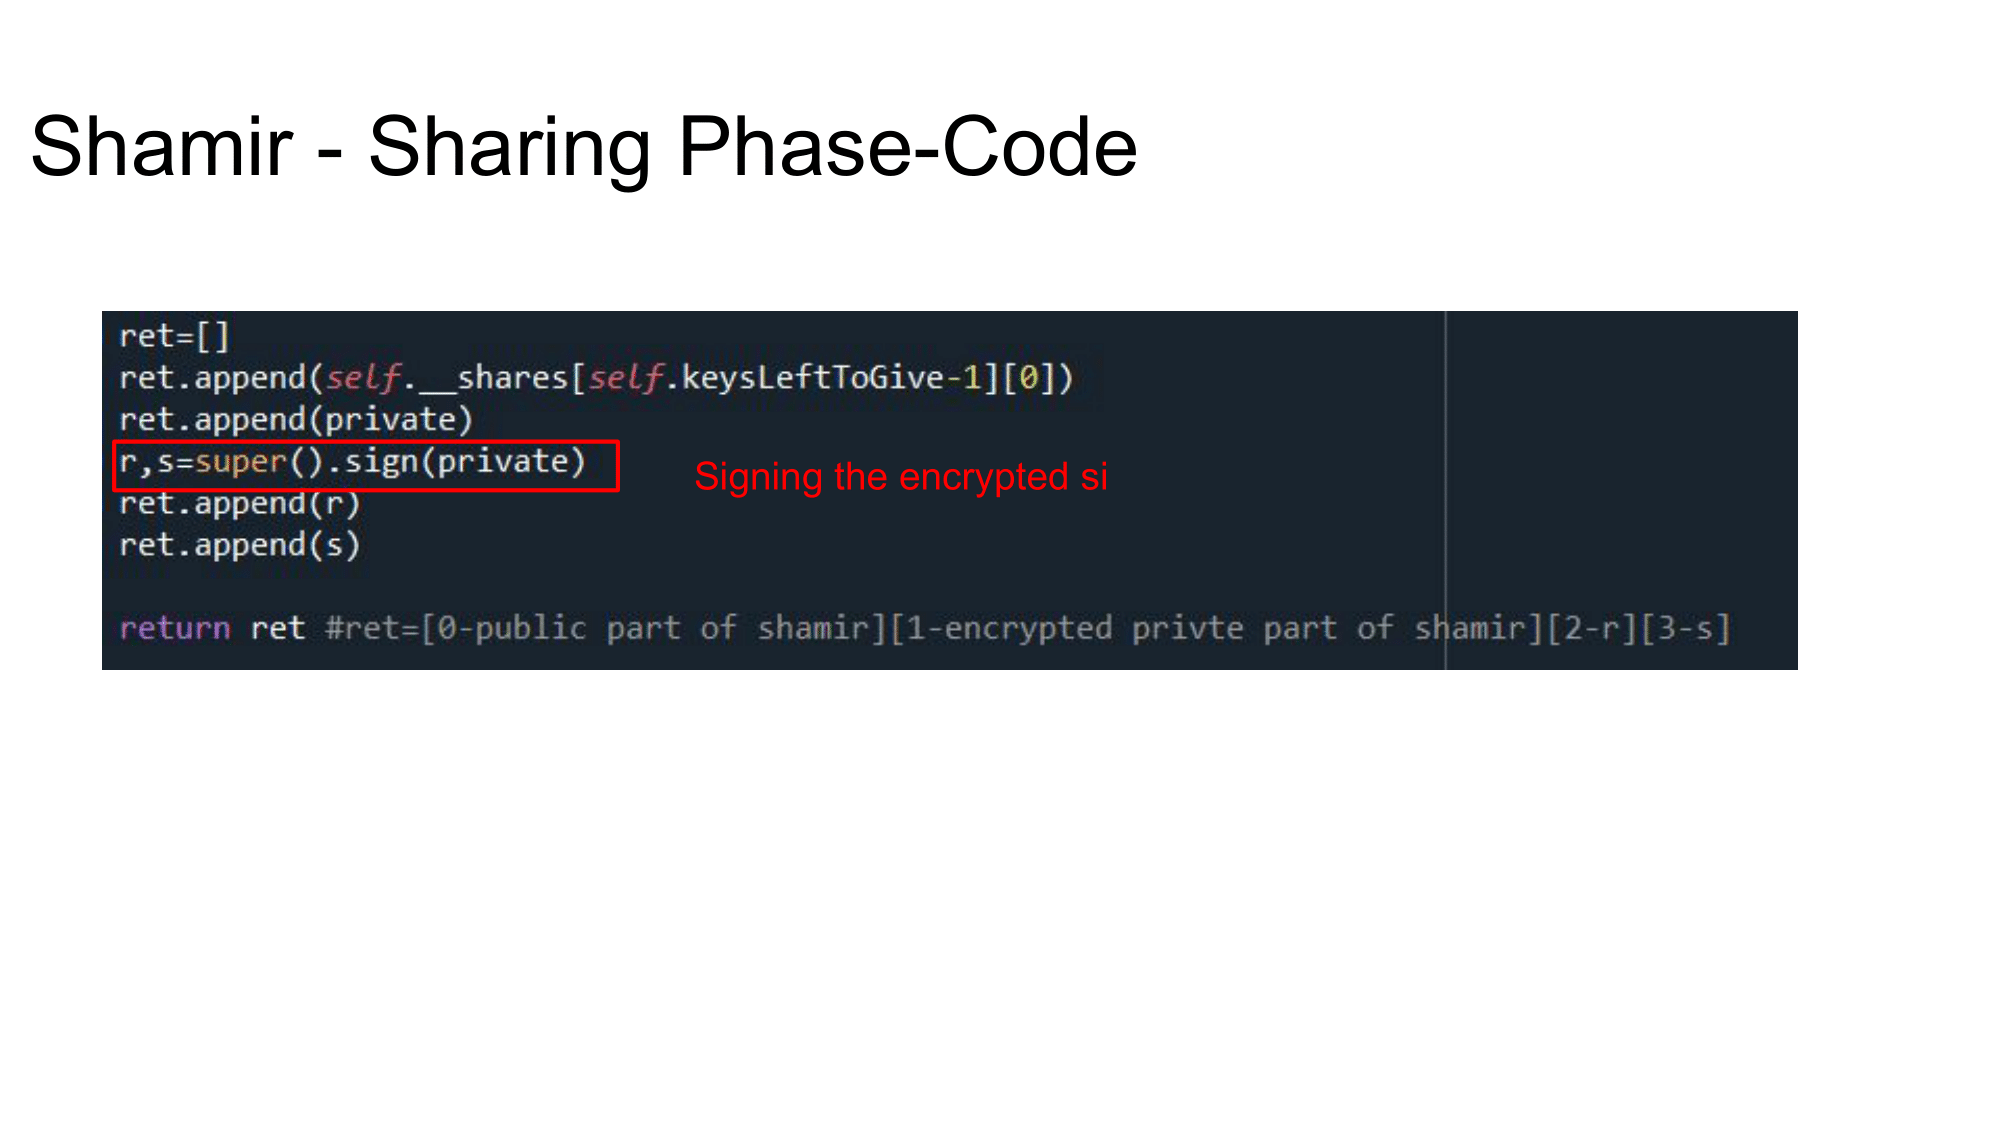 Shamir - Sharing Phase-Code
ret=[]
ret.append(self.__shares[self.keysLeftToGive-1][0])
ret.append(private)
r,s=super().sign(private)
Signing the encrypted si
ret.append(r)
ret.append(s)
return ret #ret=[0-public part of shamir][1-encrypted privte part of shamir][2-r][3-s]